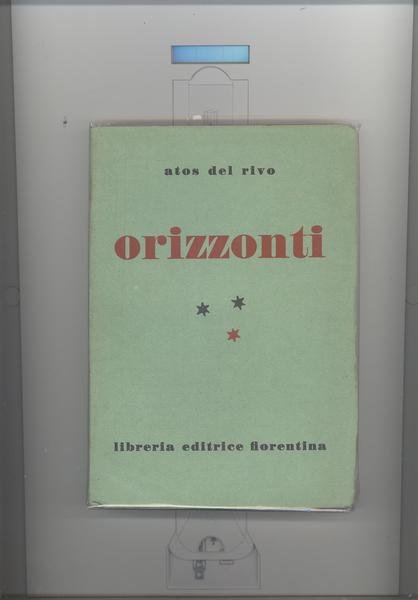 atos del rivo
orizzonti
libreria editrice fiorentina